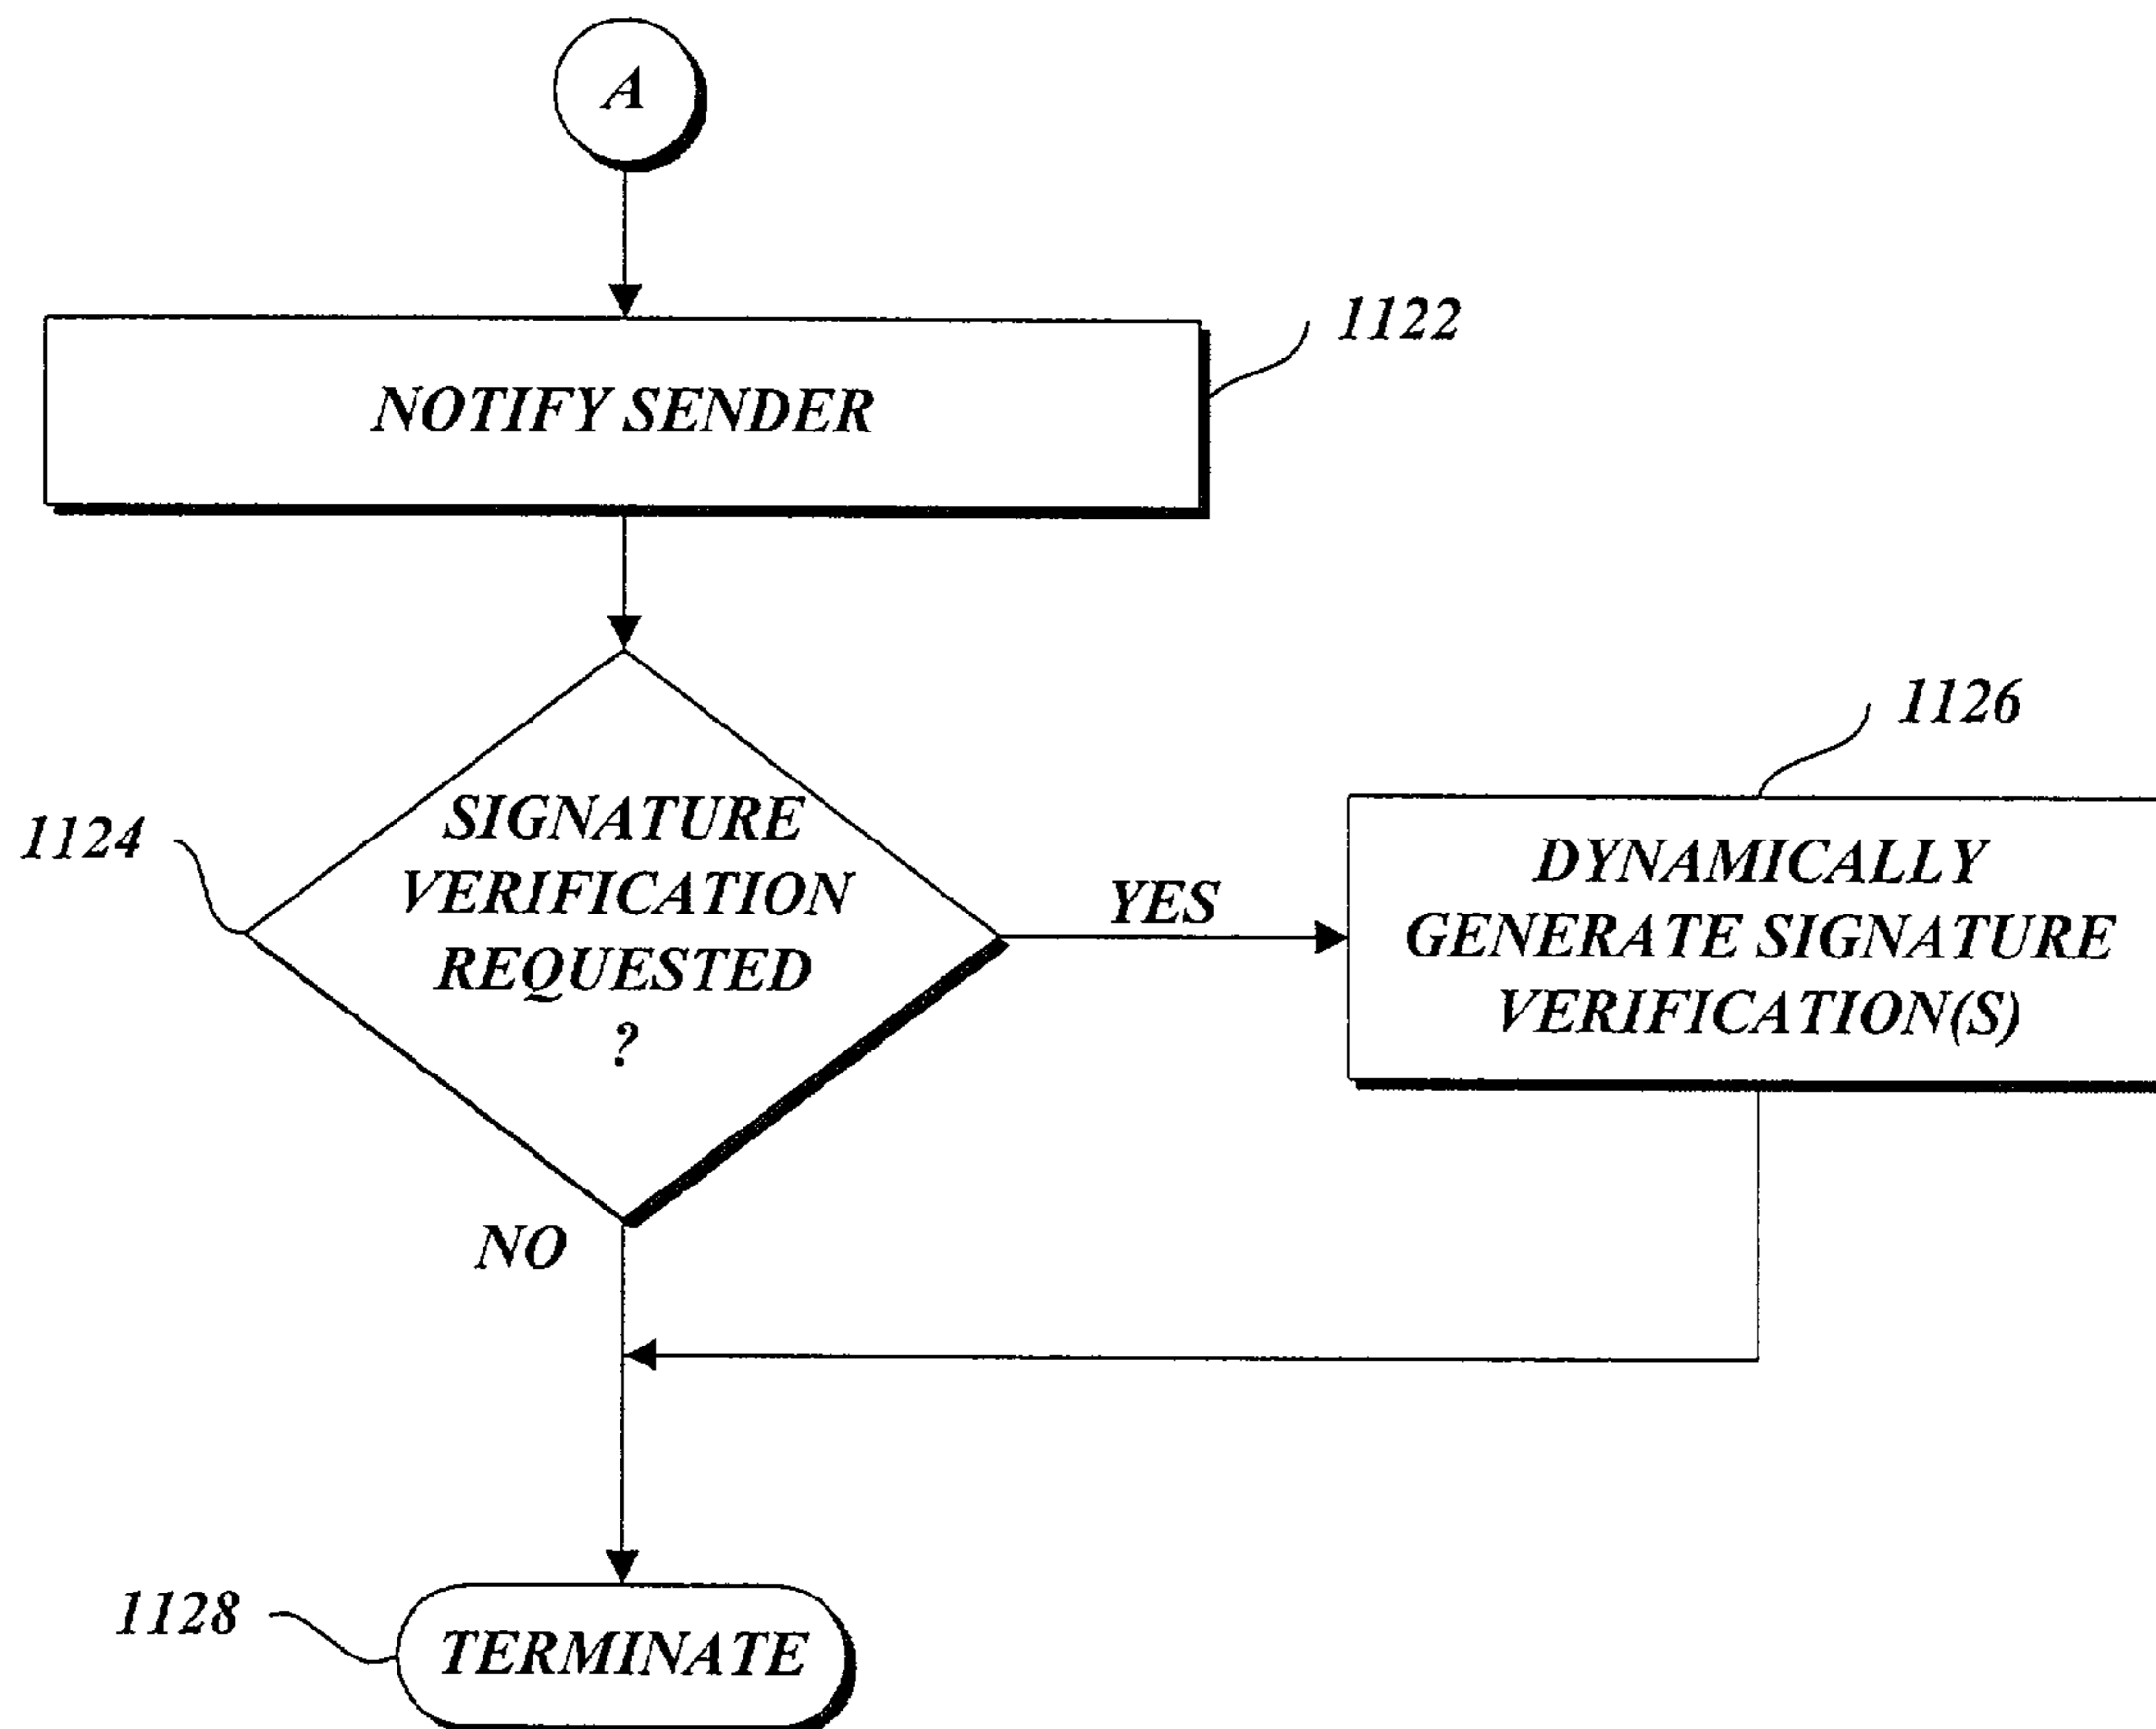 A
1122
NOTIFY SENDER
1124
SIGNATURE
VERIFICATION
REQUESTED
?
YES
1126
DYNAMICALLY
GENERATE SIGNATURE
VERIFICATION(S)
NO
1128
TERMINATE